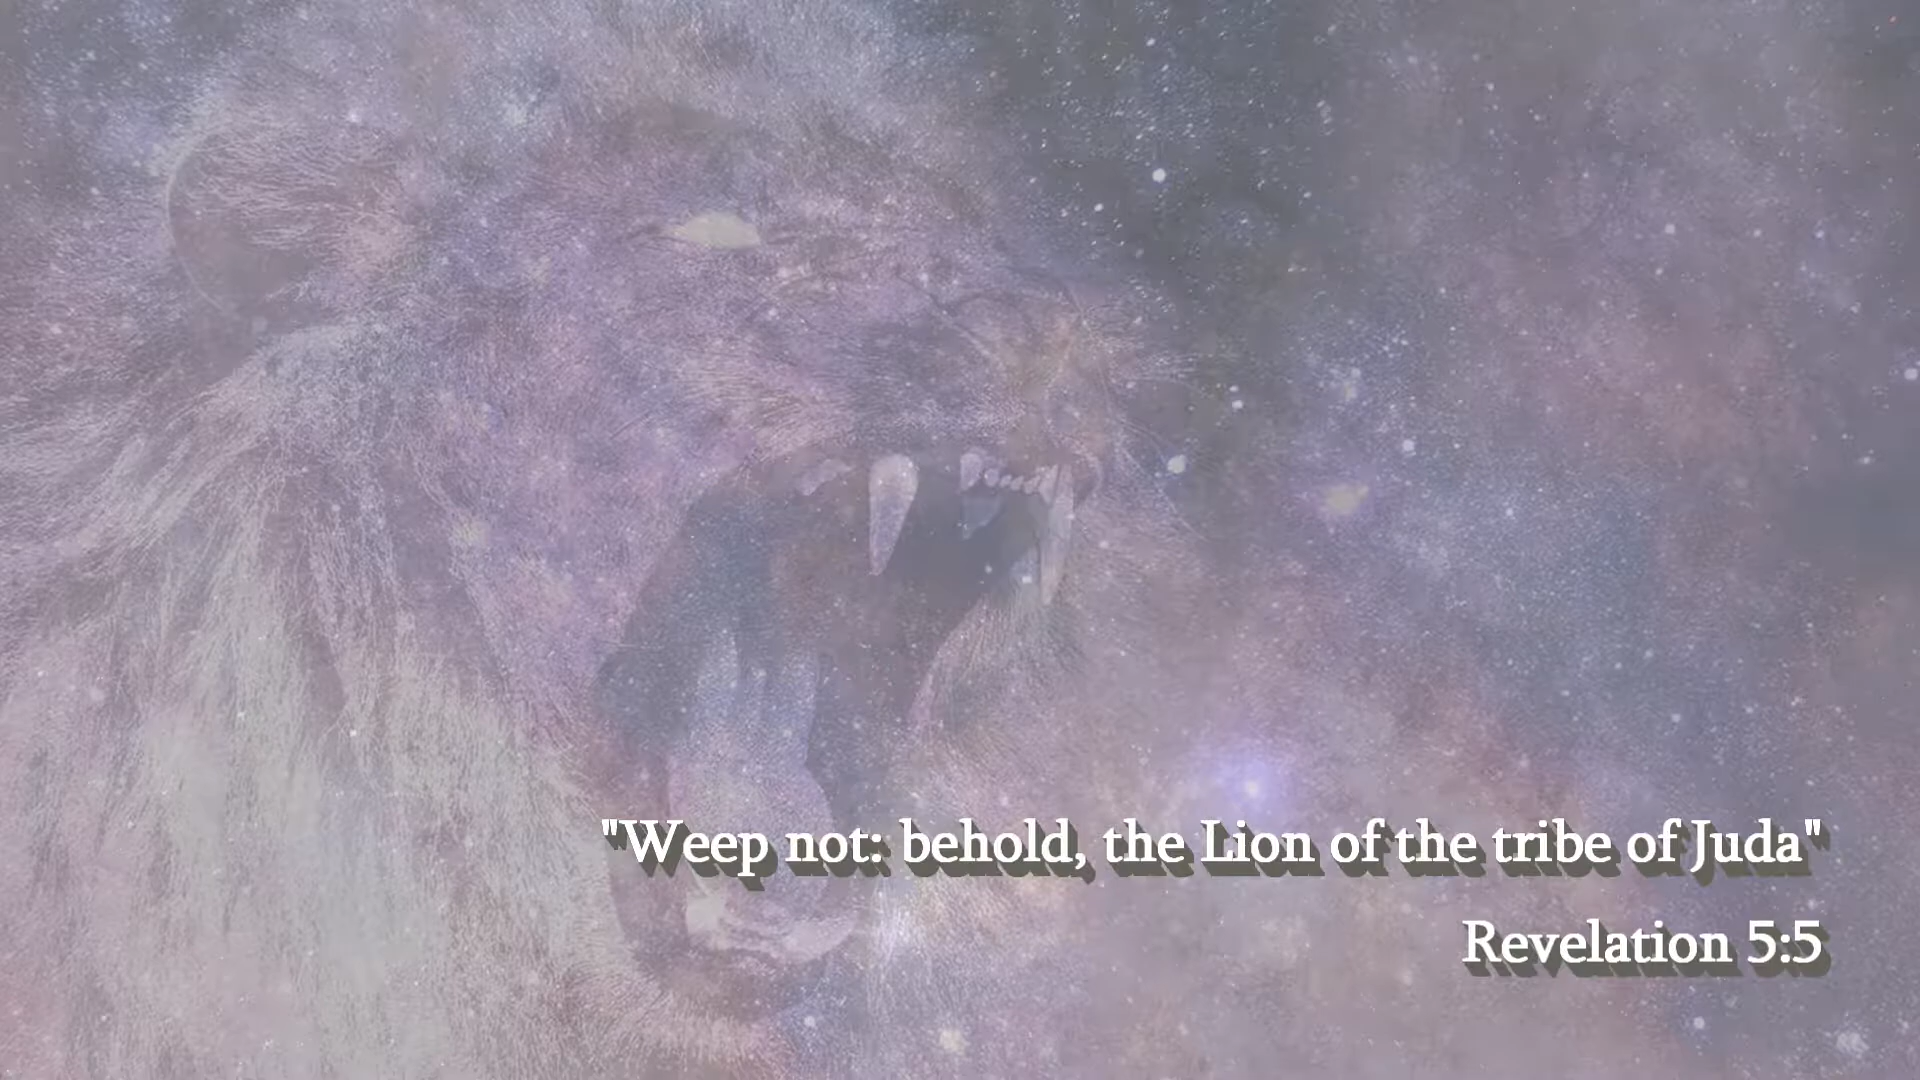 "Weep not: behold, the Lion of the tribe of Juda"
Revelation 5:5